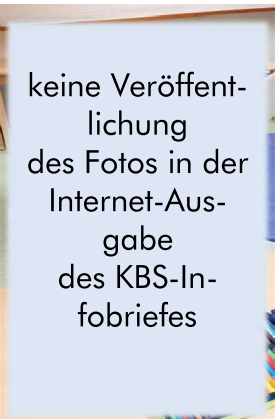 keine Veröffent-
lichung
des Fotos in der
Internet-Aus-
gabe
des KBS-In-
fobriefes